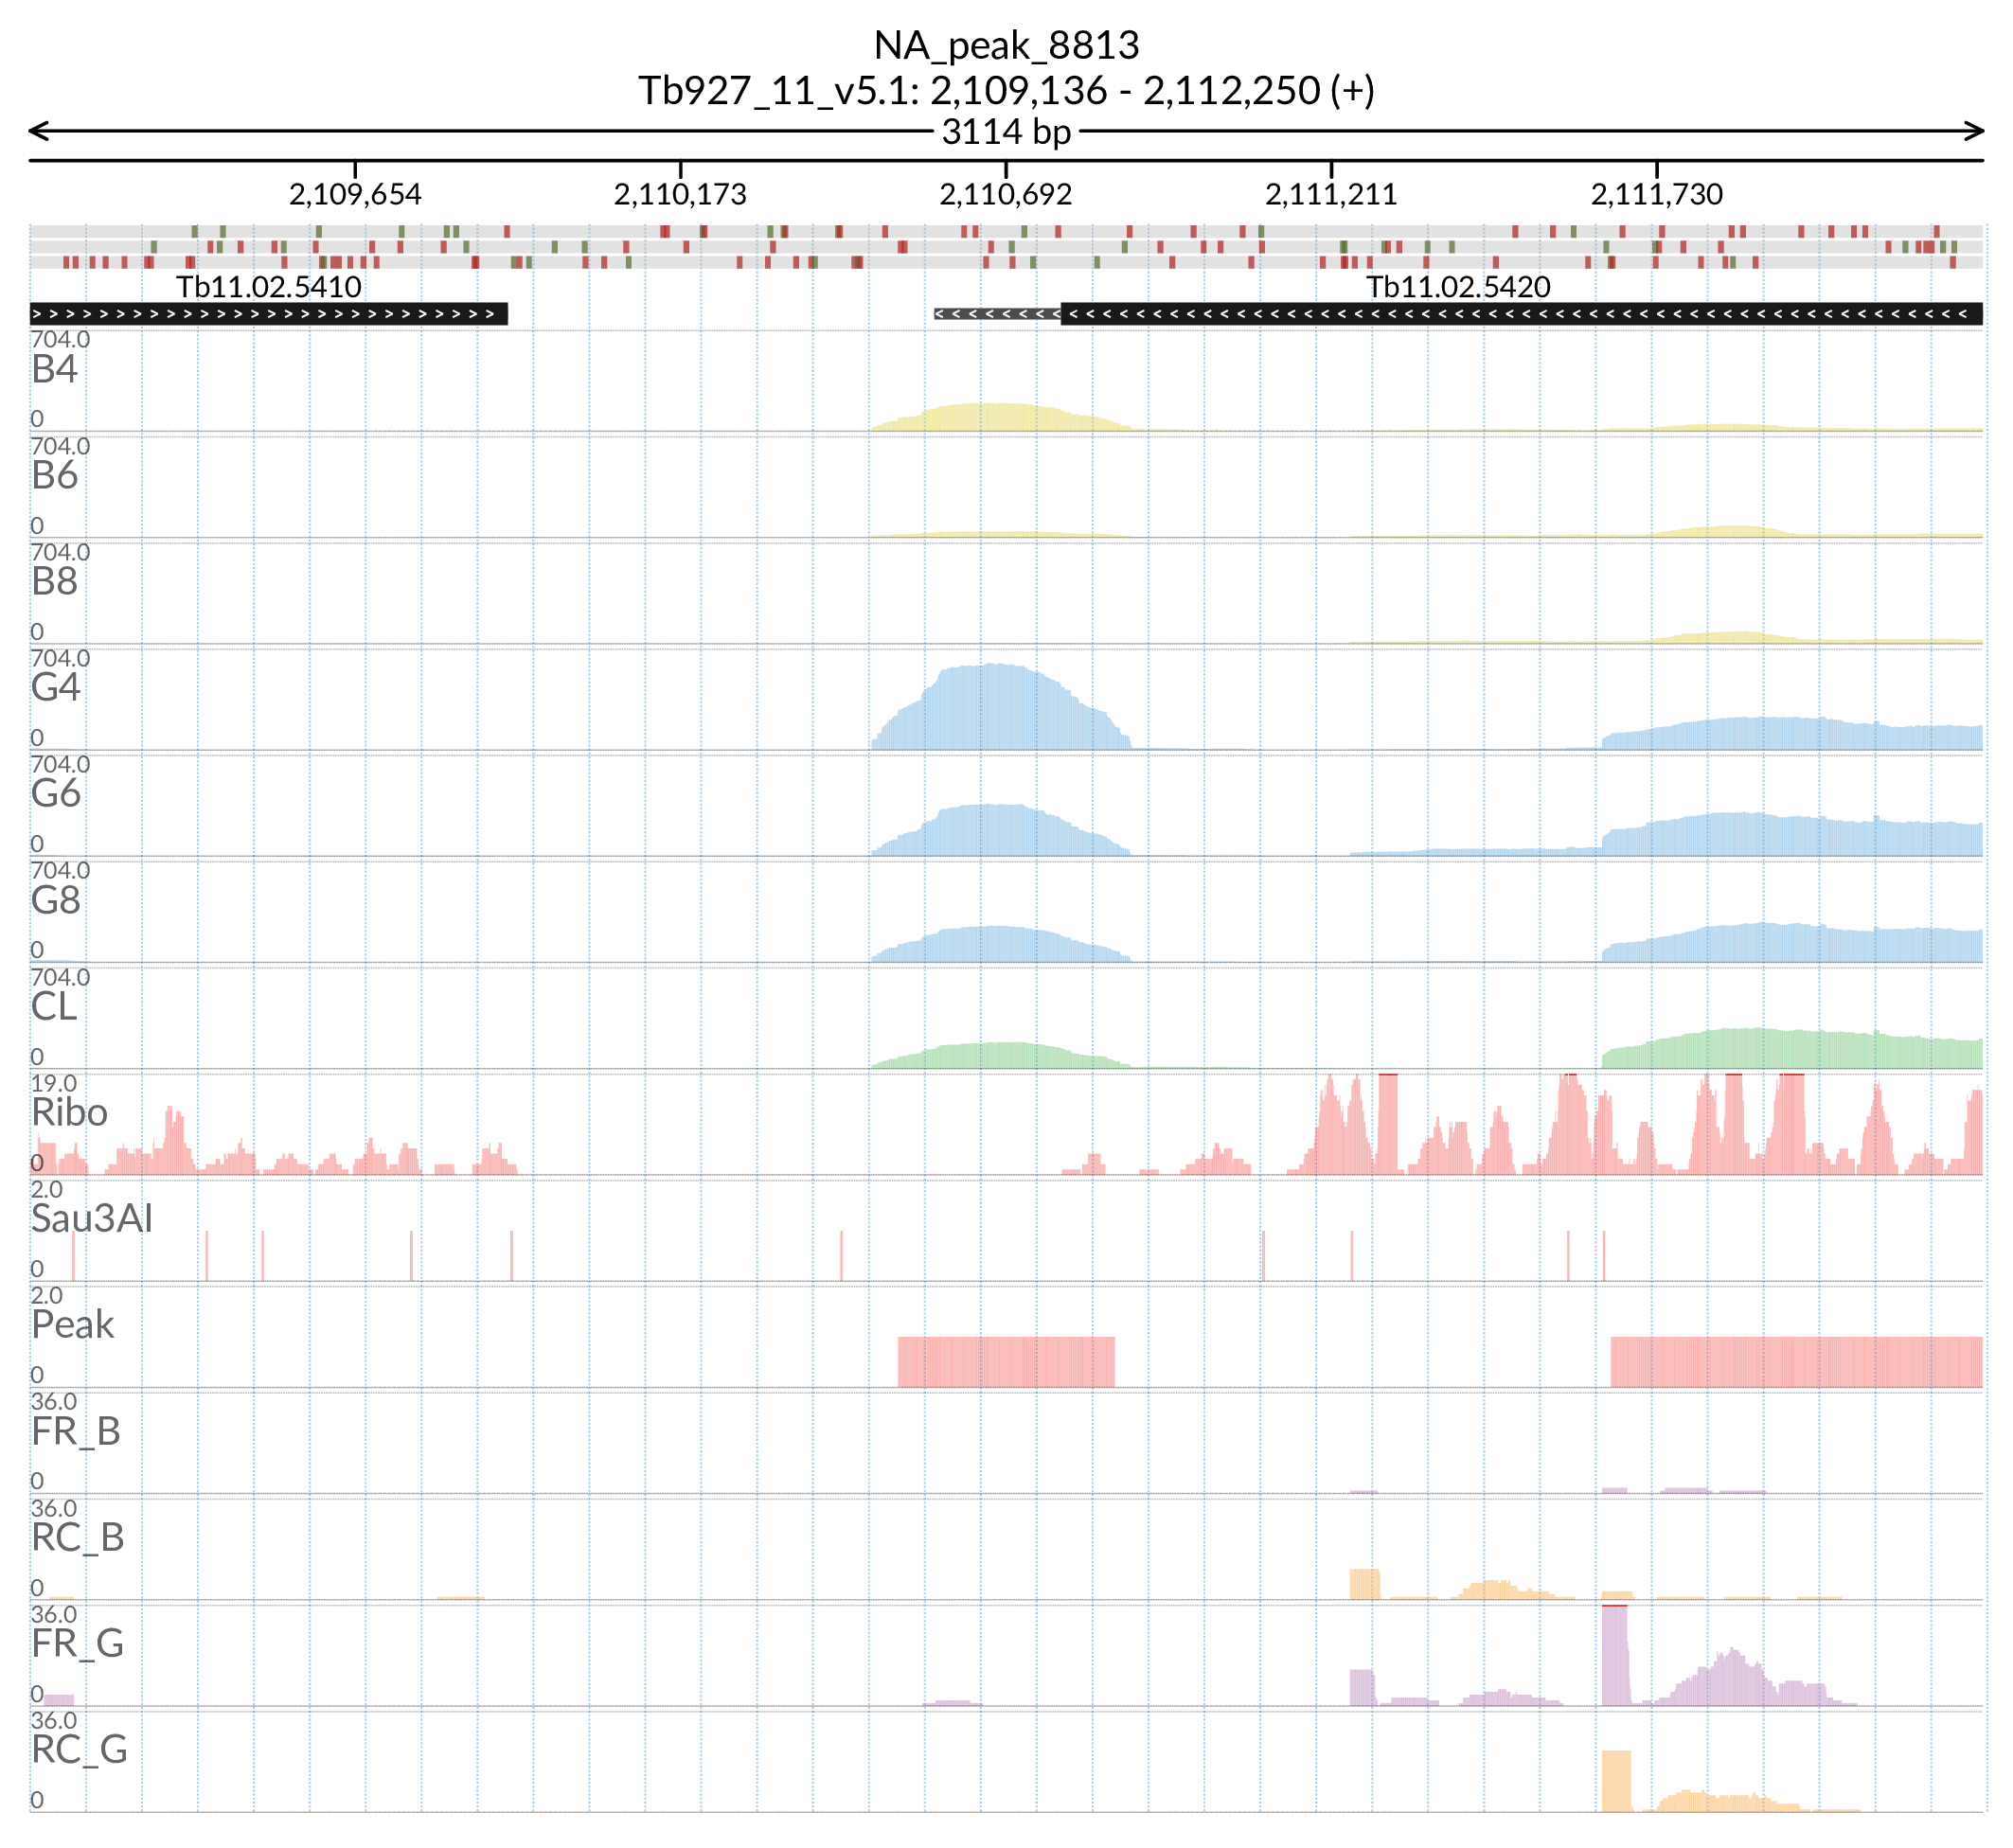 NA_peak_8813
Tb927_11_v5.1: 2,109,136 - 2,112,250 (+)
3114 bp
2,109,654 2,110,173 2,110,692 2,111,211 2,111,730
Tb11.02.5410 Tb11.02.5420
704.0
B4
0
704.0
B6
0
704.0
B8
0
704.0
G4
0
704.0
G6
0
704.0
G8
0
704.0
CL
0
19.0
Ribo
0
2.0
Sau3AI
0
2.0
Peak
0
36.0
FR_B
0
36.0
RC_B
0
36.0
FR_G
0
36.0
RC_G
0